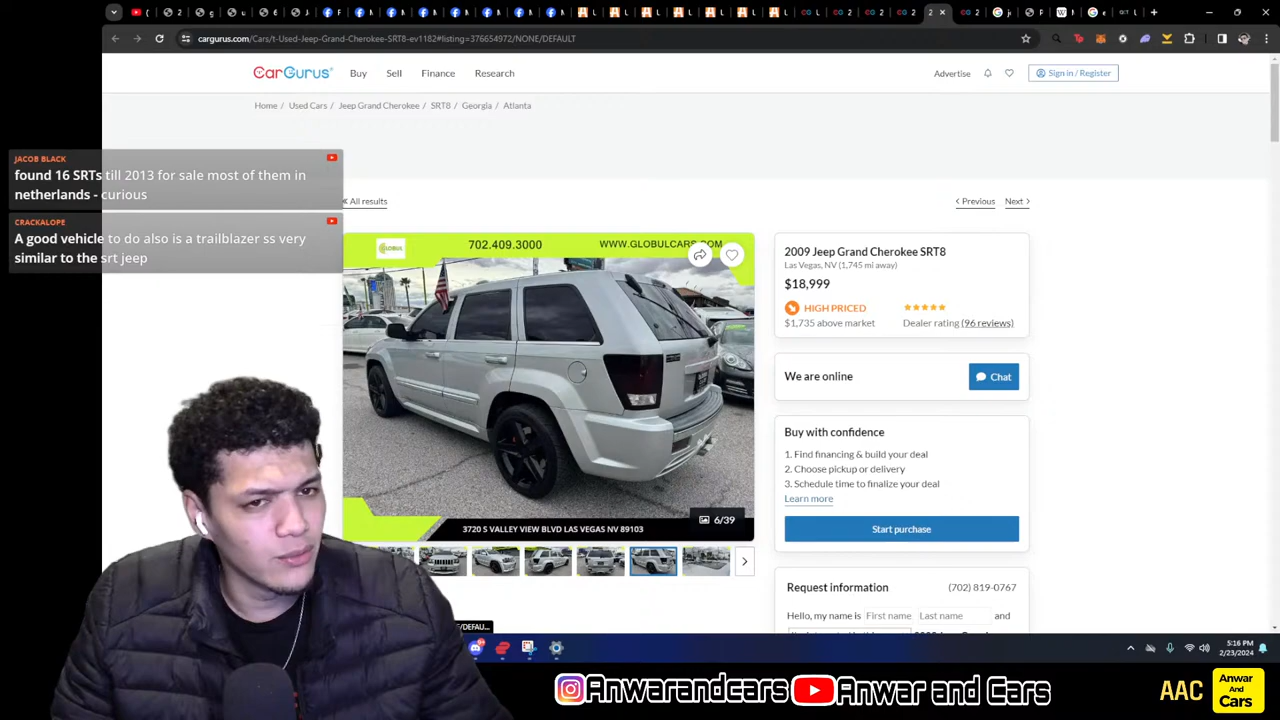 cargurus.com/Cars/t-Used-Jeep-Grand-Cherokee-SRT8-ev1182#listing=376654972/NONE/DEFAULT
CarGurus
Buy
Sell
Finance
Research
Advertise
Sign in / Register
Home / Used Cars / Jeep Grand Cherokee / SRT8 / Georgia / Atlanta
JACOB BLACK
found 16 SRTs till 2013 for sale most of them in
netherlands - curious
CRACKALOPE
A good vehicle to do also is a trailblazer ss very
similar to the srt jeep
All results
Previous
Next
702.409.3000
WWW.GLOBULCARS.COM
3720 S VALLEY VIEW BLVD LAS VEGAS NV 89103
6/39
2009 Jeep Grand Cherokee SRT8
Las Vegas, NV (1,745 mi away)
$18,999
HIGH PRICED
$1,735 above market
Dealer rating (96 reviews)
We are online
Chat
Buy with confidence
1. Find financing & build your deal
2. Choose pickup or delivery
3. Schedule time to finalize your deal
Learn more
Start purchase
Request information
(702) 819-0767
Hello, my name is First name Last name and
5:16 PM
2/23/2024
@Anwarandcars
Anwar and Cars
AAC
Anwar
and
Cars